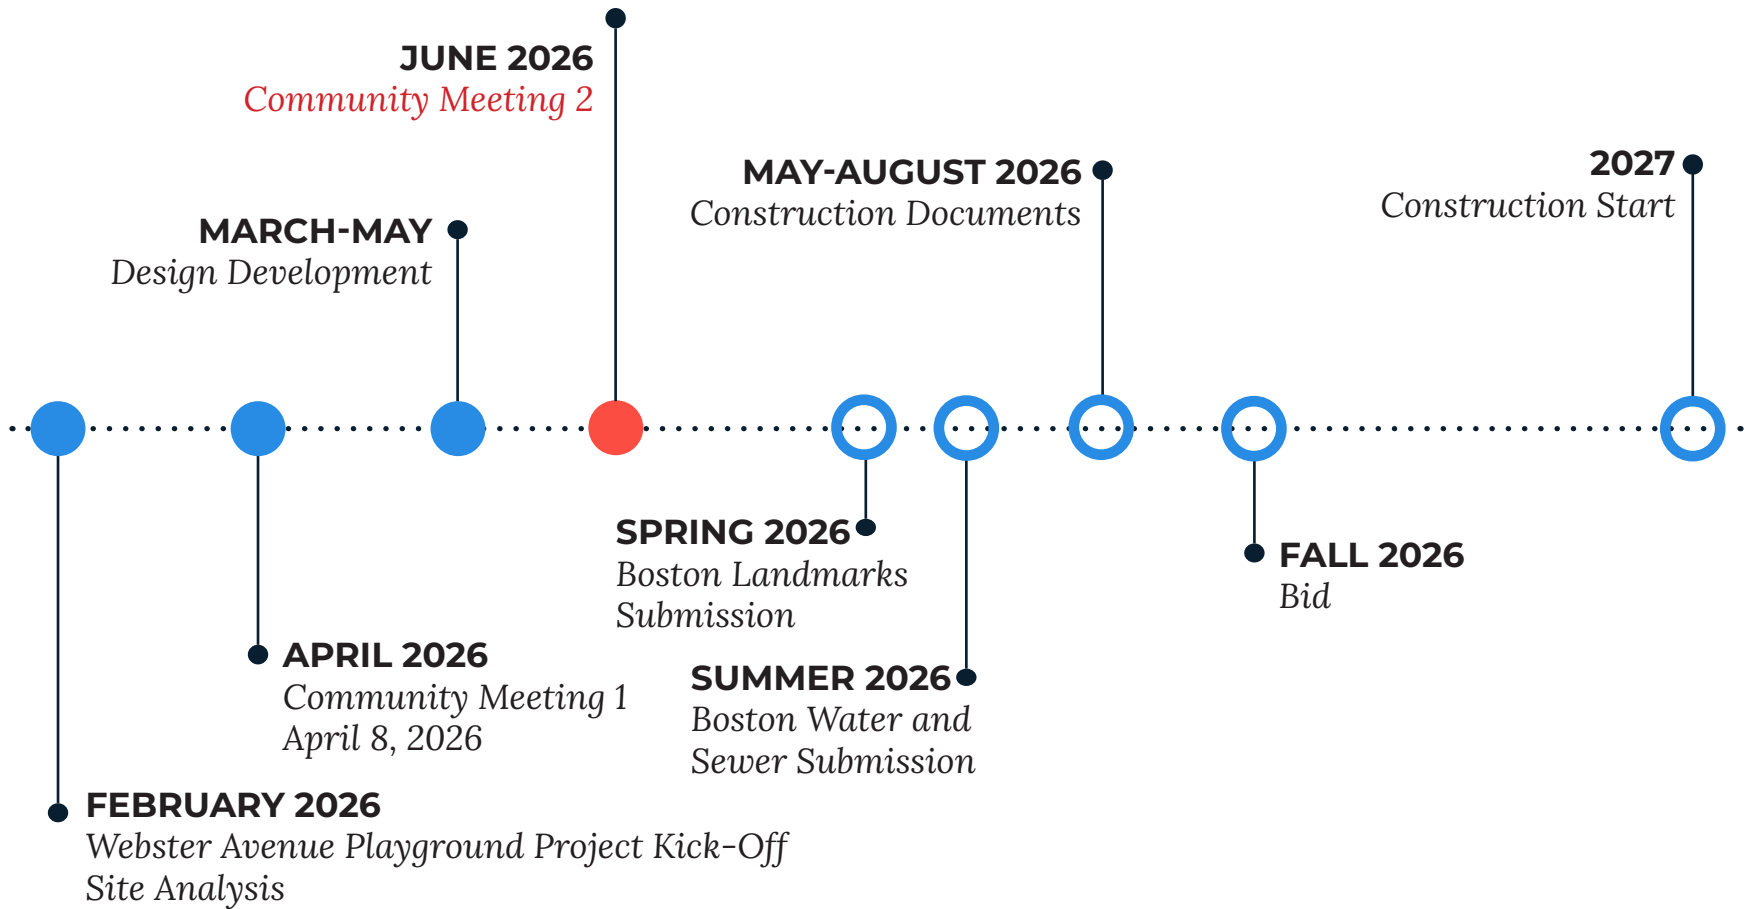 JUNE 2026
Community Meeting 2
MAY-AUGUST 2026
Construction Documents
2027
Construction Start
MARCH-MAY
Design Development
SPRING 2026
Boston Landmarks
Submission
FALL 2026
Bid
APRIL 2026
Community Meeting 1
April 8, 2026
SUMMER 2026
Boston Water and
Sewer Submission
FEBRUARY 2026
Webster Avenue Playground Project Kick-Off
Site Analysis